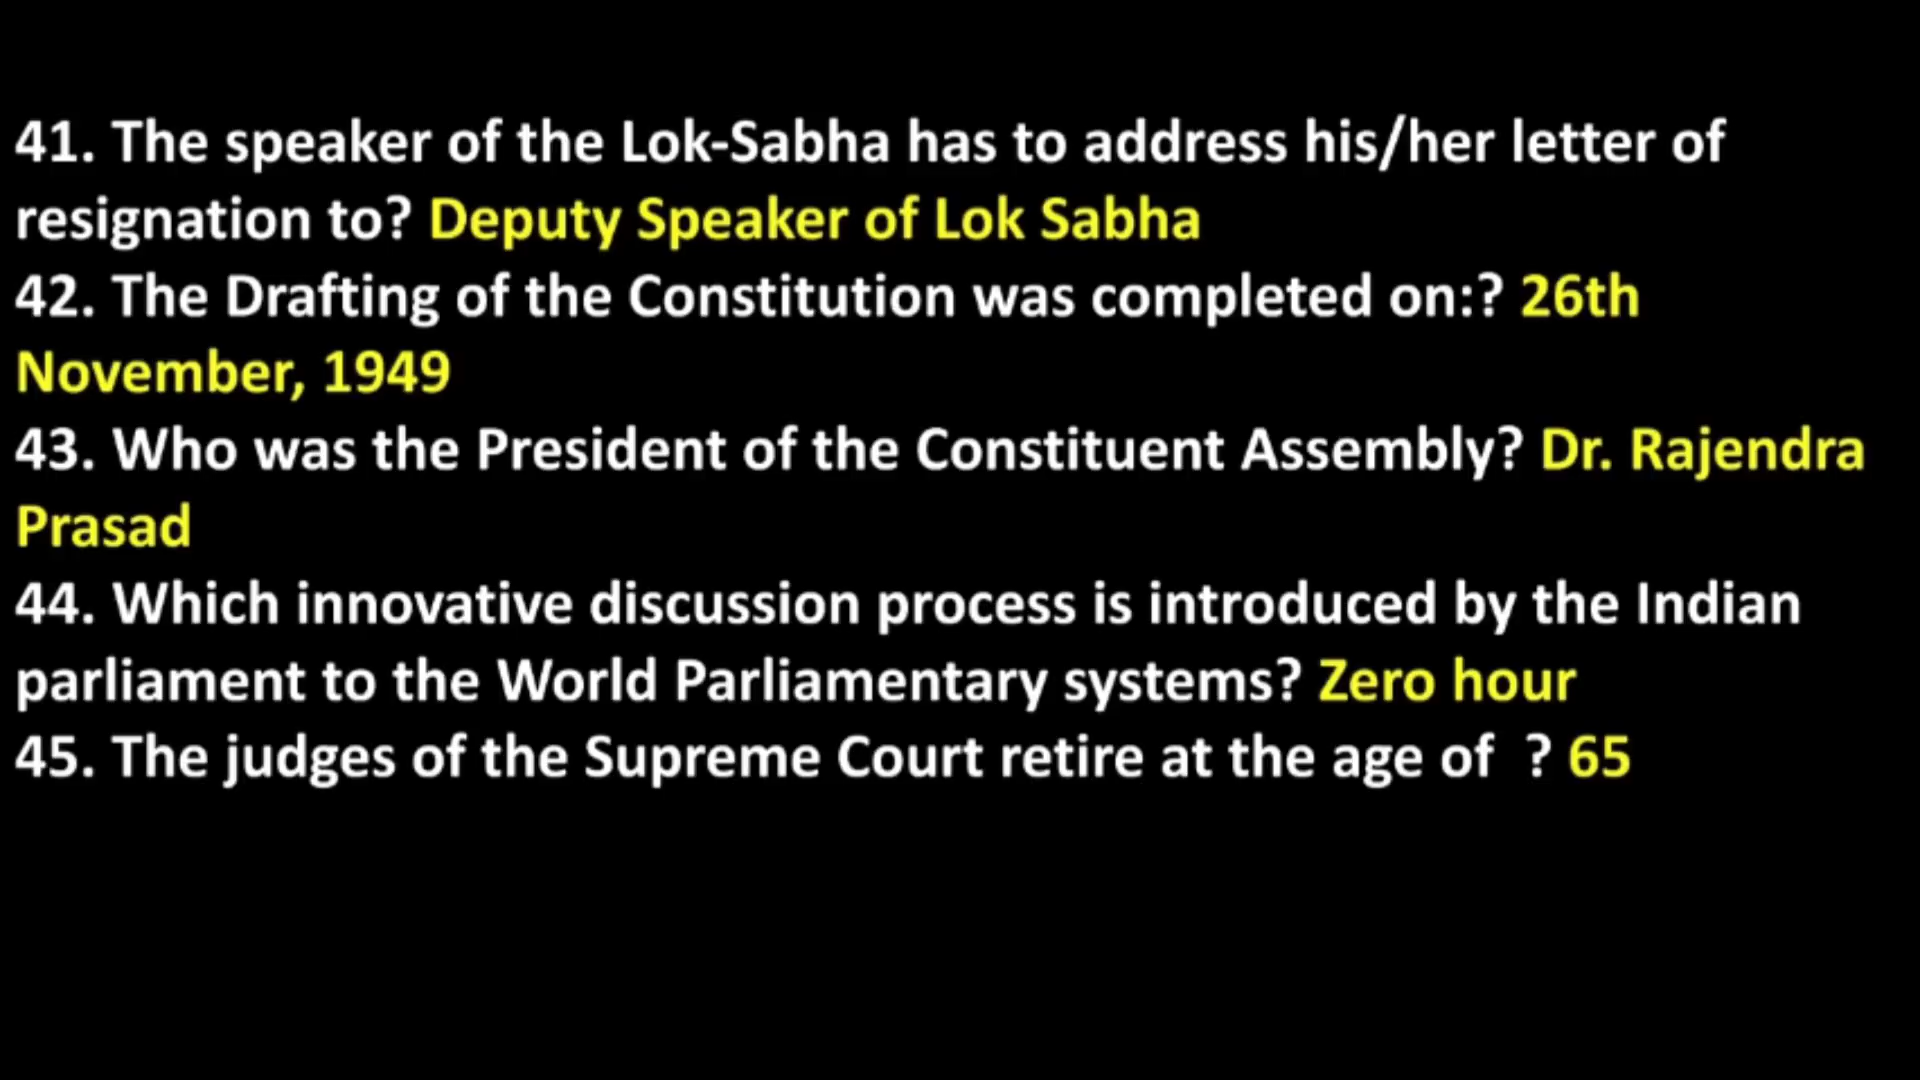 41. The speaker of the Lok-Sabha has to address his/her letter of
resignation to? Deputy Speaker of Lok Sabha
42. The Drafting of the Constitution was completed on:? 26th
November, 1949
43. Who was the President of the Constituent Assembly? Dr. Rajendra
Prasad
44. Which innovative discussion process is introduced by the Indian
parliament to the World Parliamentary systems? Zero hour
45. The judges of the Supreme Court retire at the age of  ? 65